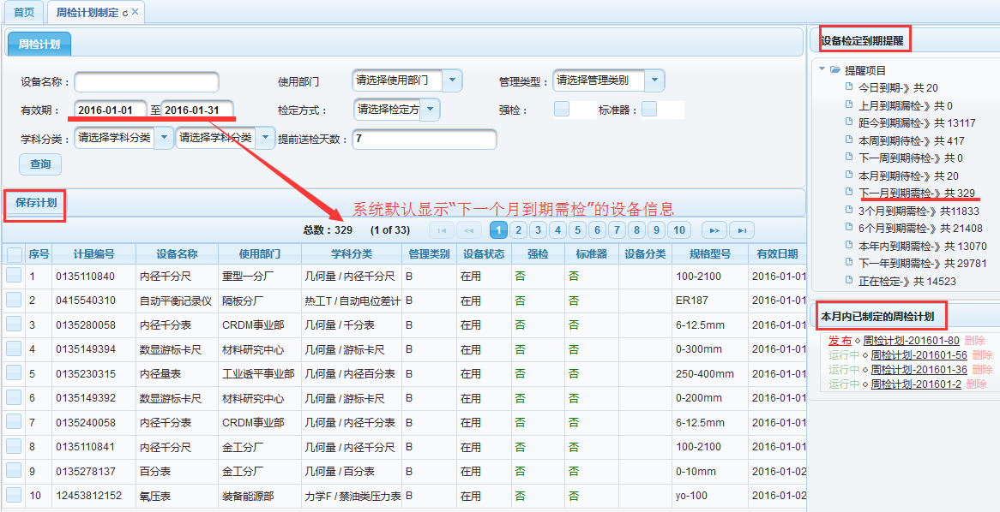 首页 周检计划制定
周检计划
设备名称： 使用部门 请选择使用部门 管理类型： 请选择管理类别
有效期： 2016-01-01 至 2016-01-31 检定方式： 请选择检定方 强检： 标准器：
学科分类： 请选择学科分类 请选择学科分类 提前送检天数： 7
查询
保存计划
系统默认显示“下一个月到期需检”的设备信息
总数：329 (1 of 33) 1 2 3 4 5 6 7 8 9 10
序号 计量编号 设备名称 使用部门 学科分类 管理类别 设备状态 强检 标准器 设备分类 规格型号 有效日期
1 0135110840 内径千分尺 重型一分厂 几何量 / 内径千分尺 B 在用 否 否 100-2100 2016-01-01
2 0415540310 自动平衡记录仪 隔板分厂 热工T / 自动电位差计 B 在用 否 否 ER187 2016-01-01
3 0135280058 内径千分表 CRDM事业部 几何量 / 千分表 B 在用 否 否 6-12.5mm 2016-01-01
4 0135149394 数显游标卡尺 材料研究中心 几何量 / 游标卡尺 B 在用 否 否 0-300mm 2016-01-01
5 0135230315 内径量表 工业透平事业部 几何量 / 内径百分表 B 在用 否 否 250-400mm 2016-01-01
6 0135149392 数显游标卡尺 材料研究中心 几何量 / 游标卡尺 B 在用 否 否 0-200mm 2016-01-01
7 0135240058 内径千分表 CRDM事业部 几何量 / 内径千分表 B 在用 否 否 6-12.5mm 2016-01-01
8 0135110841 内径千分尺 金工分厂 几何量 / 内径千分尺 B 在用 否 否 100-2100 2016-01-01
9 0135278137 百分表 金工分厂 几何量 / 百分表 B 在用 否 否 0-10mm 2016-01-02
10 12453812152 氧压表 装备能源部 力学F / 禁油类压力表 B 在用 否 否 yo-100 2016-01-02
设备检定到期提醒
提醒项目
今日到期-》共 20
上月到期漏检-》共 0
距今到期漏检-》共 13117
本周到期待检-》共 417
下一周到期待检-》共 0
本月到期待检-》共 20
下一月到期需检-》共 329
3个月到期需检-》共11833
6个月到期需检-》共 21408
本年内到期需检-》共 13070
下一年到期需检-》共 29781
正在检定-》共 14523
本月内已制定的周检计划
发 布 ◇ 周检计划-201601-80 删除
运行中 ◇ 周检计划-201601-56 删除
运行中 ◇ 周检计划-201601-36 删除
运行中 ◇ 周检计划-201601-2 删除